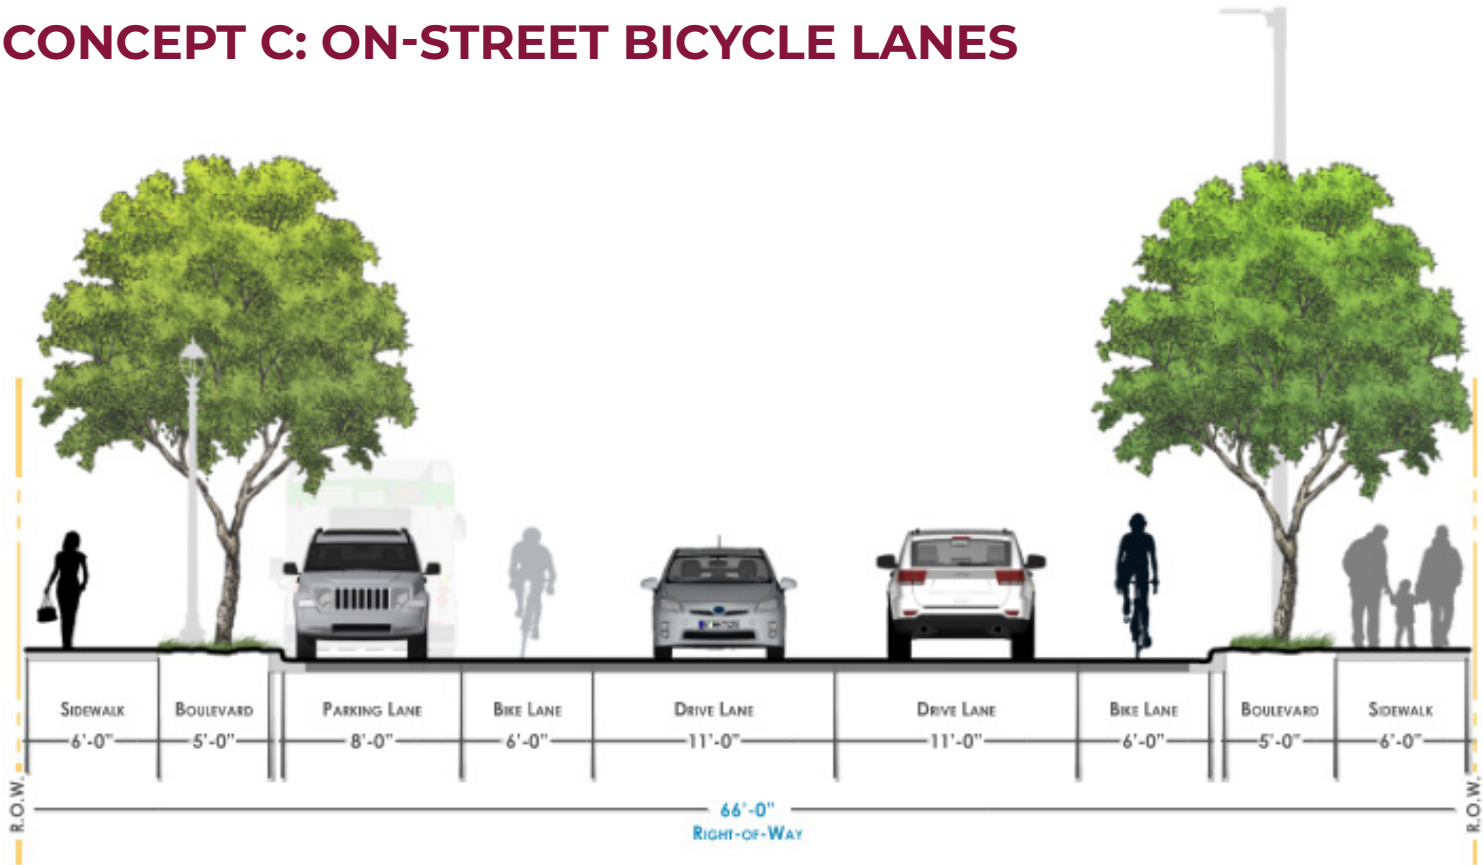 CONCEPT C: ON-STREET BICYCLE LANES
SIDEWALK BOULEVARD PARKING LANE BIKE LANE DRIVE LANE DRIVE LANE BIKE LANE BOULEVARD SIDEWALK
6'-0" 5'-0" 8'-0" 6'-0" 11'-0" 11'-0" 6'-0" 5'-0" 6'-0"
R.O.W. 66'-0" R.O.W.
RIGHT-OF-WAY